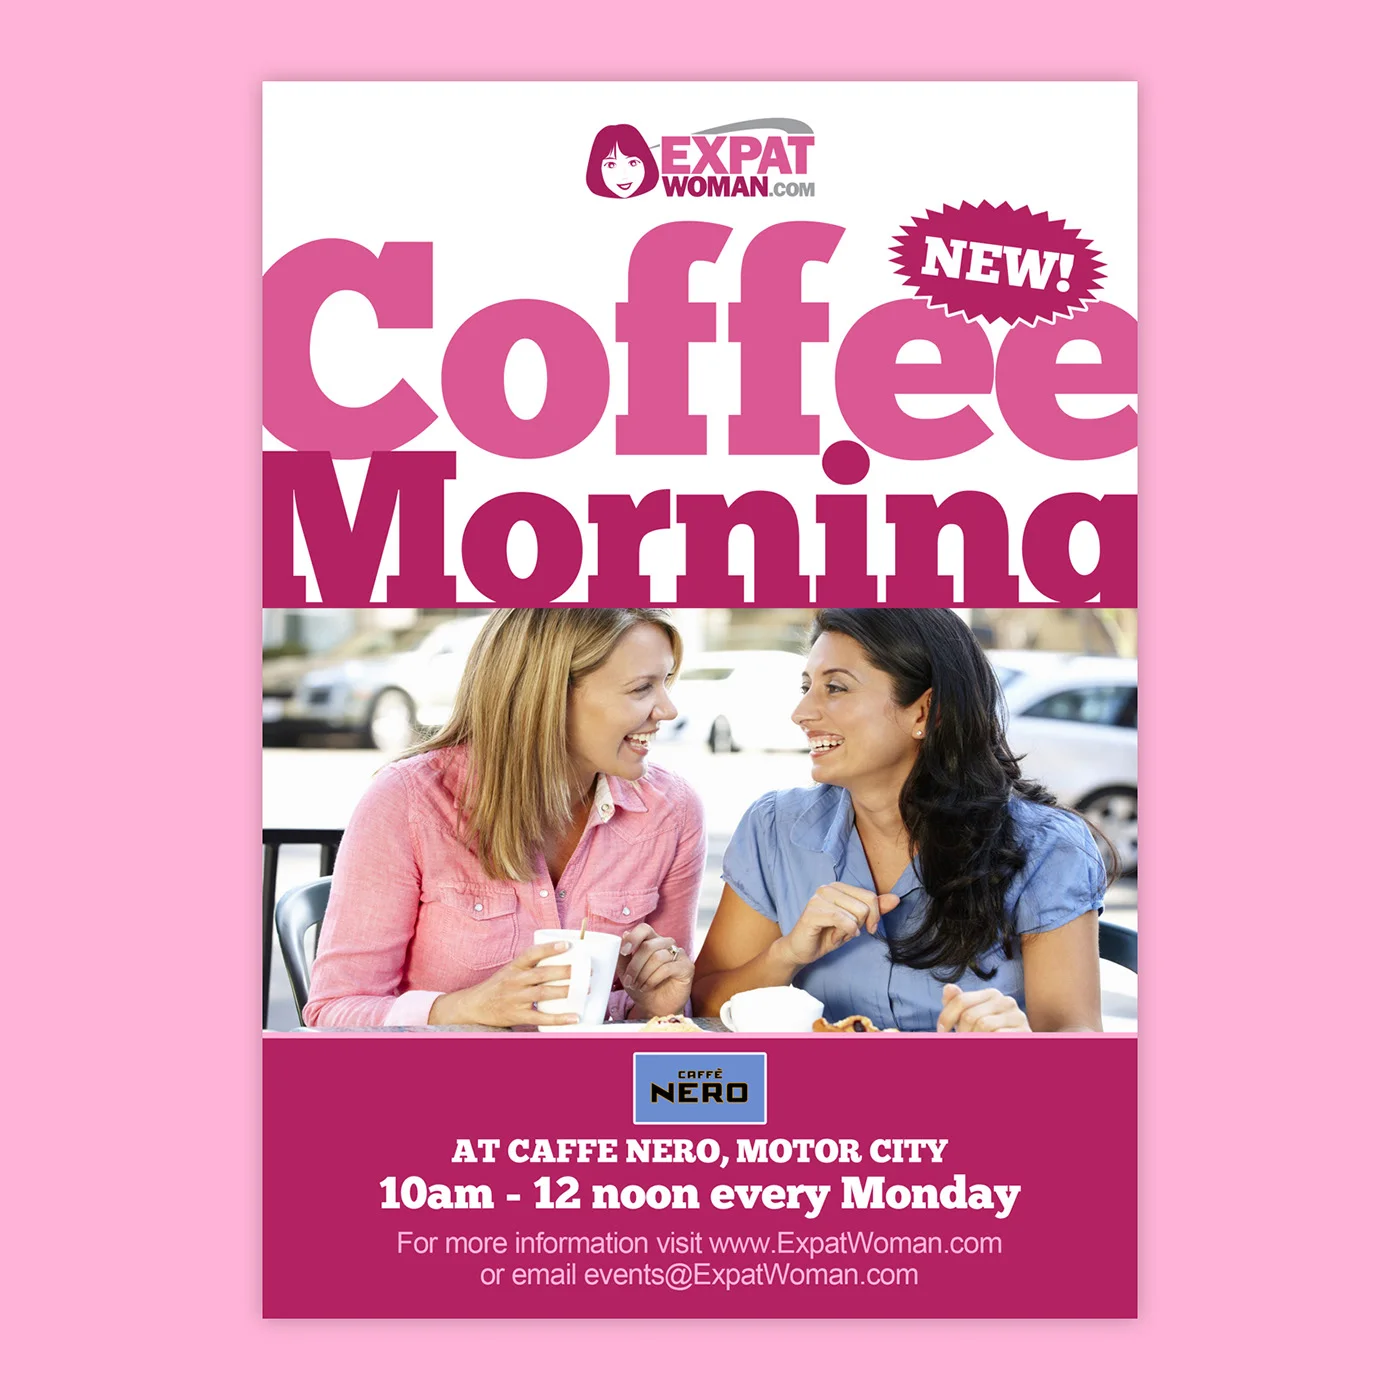 EXPAT
WOMAN.COM
NEW!
Coffee
Morning
CAFFÈ
NERO
AT CAFFE NERO, MOTOR CITY
10am - 12 noon every Monday
For more information visit www.ExpatWoman.com
or email events@ExpatWoman.com